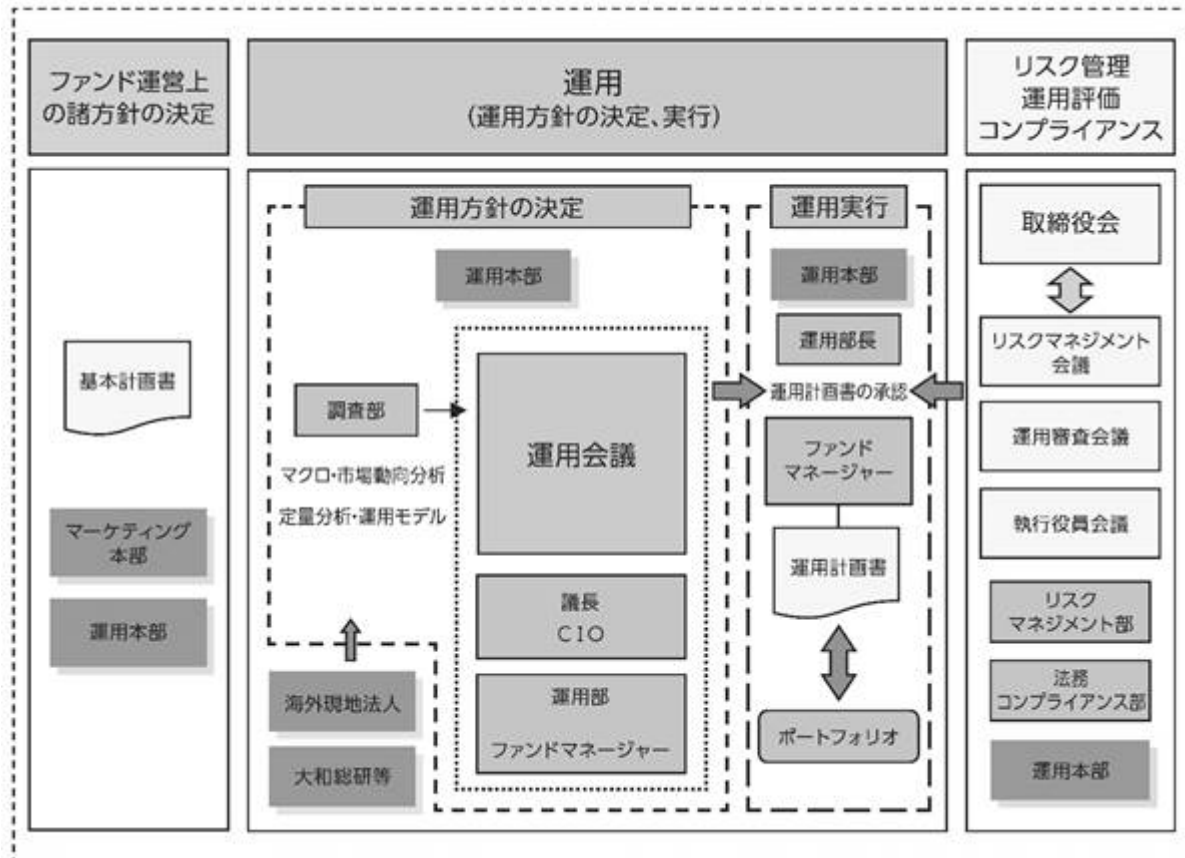 ファンド運営上
の諸方針の決定
運用
(運用方針の決定、実行)
リスク管理
運用評価
コンプライアンス
基本計画書
マーケティング
本部
運用本部
運用方針の決定
運用本部
調査部
マクロ・市場動向分析
定量分析・運用モデル
海外現地法人
大和総研等
運用会議
議長
CIO
運用部
ファンドマネージャー
運用実行
運用本部
運用部長
運用計画書の承認
ファンド
マネージャー
運用計画書
ポートフォリオ
取締役会
リスクマネジメント
会議
運用審査会議
執行役員会議
リスク
マネジメント部
法務
コンプライアンス部
運用本部